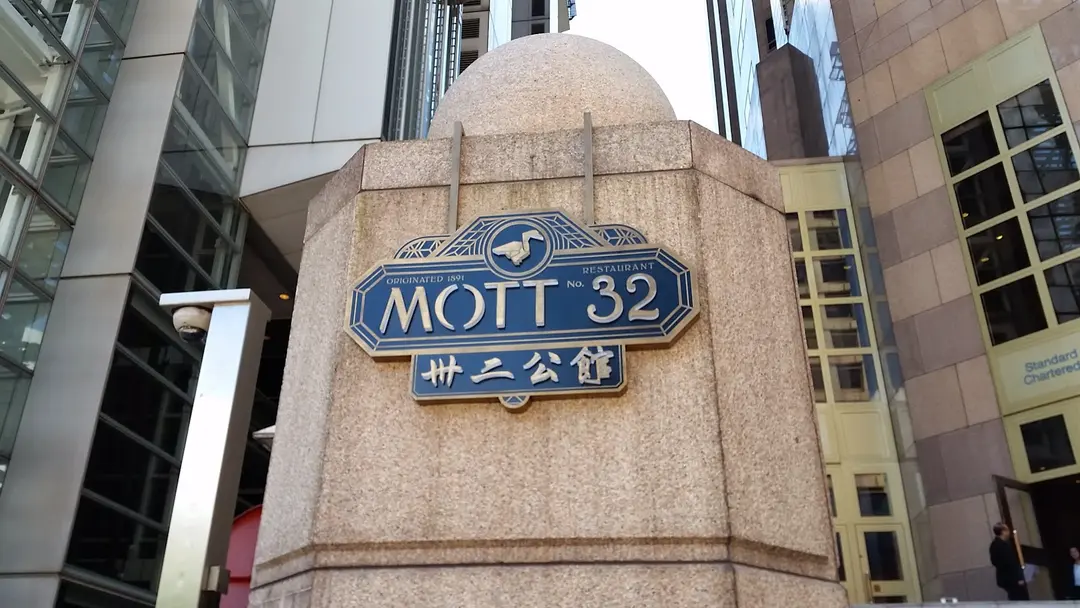 ORIGINATED 1891
RESTAURANT
MOTT No. 32
卅二公館
Standard
Chartered